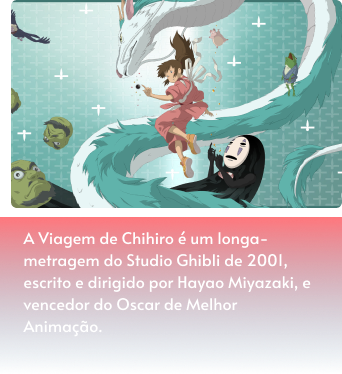 A Viagem de Chihiro é um longa-
metragem do Studio Ghibli de 2001,
escrito e dirigido por Hayao Miyazaki, e
vencedor do Oscar de Melhor
Animação.